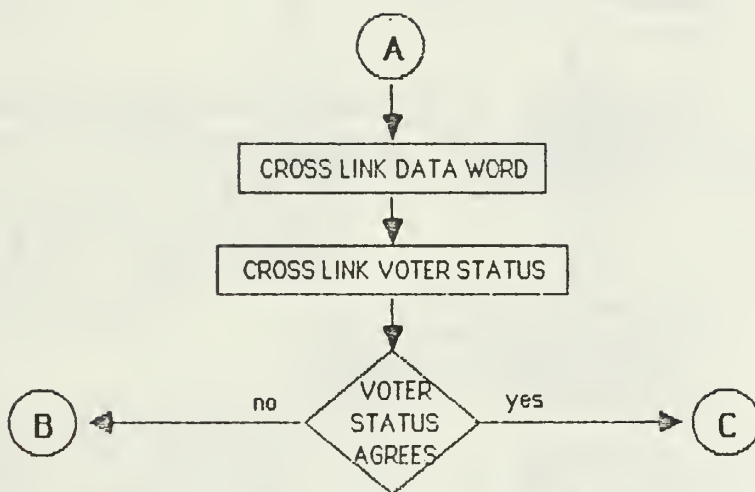 A
CROSS LINK DATA WORD
CROSS LINK VOTER STATUS
VOTER
STATUS
AGREES
no
yes
B
C